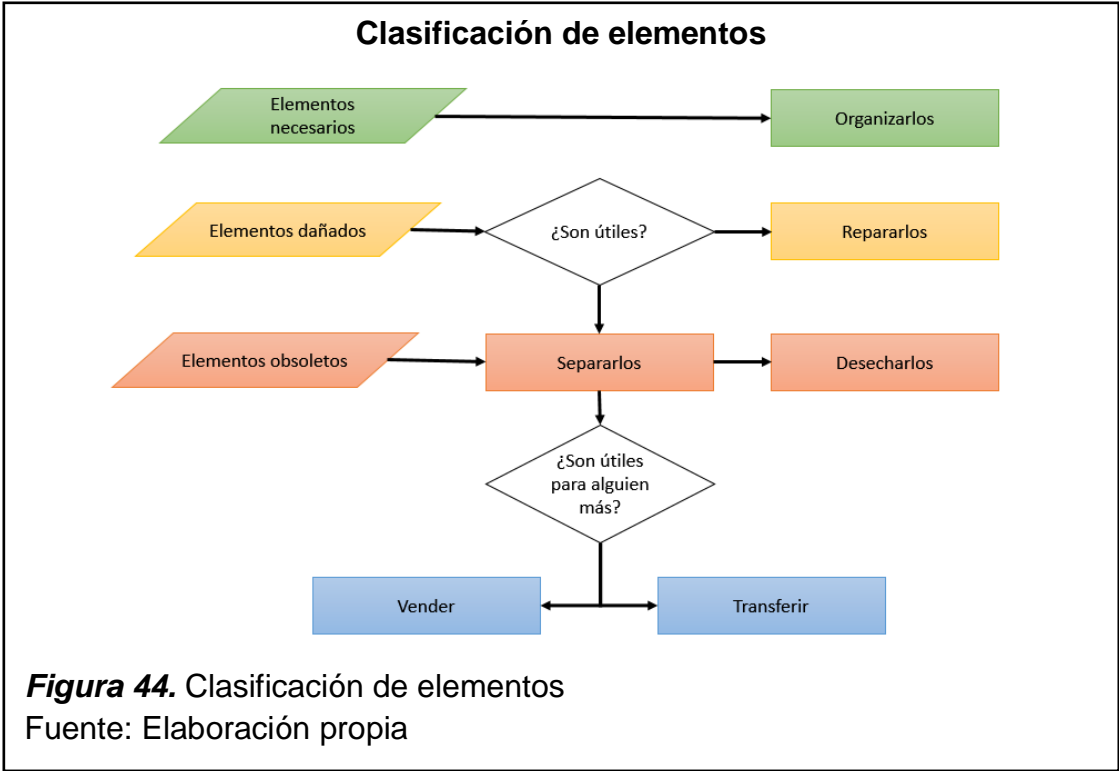 Clasificación de elementos
Elementos
necesarios
Organizarlos
Elementos dañados
¿Son útiles?
Repararlos
Elementos obsoletos
Separarlos
Desecharlos
¿Son útiles
para alguien
más?
Vender
Transferir
Figura 44. Clasificación de elementos
Fuente: Elaboración propia